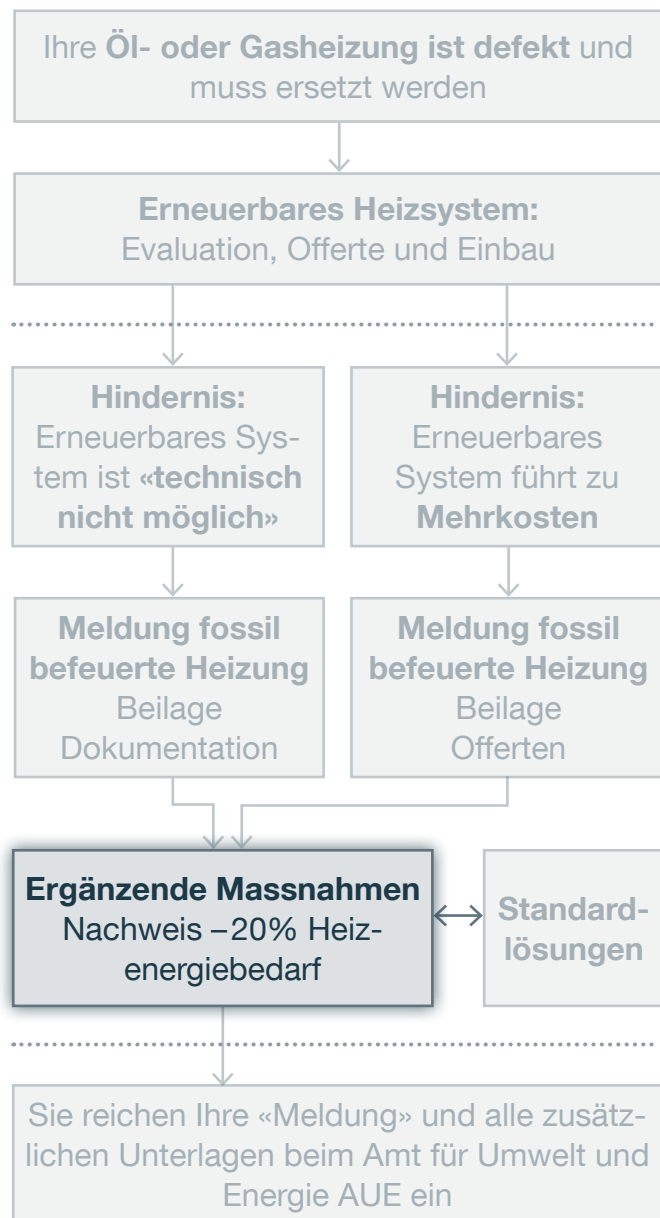 Ihre Öl- oder Gasheizung ist defekt und
muss ersetzt werden
Erneuerbares Heizsystem:
Evaluation, Offerte und Einbau
Hindernis:
Erneuerbares Sys-
tem ist «technisch
nicht möglich»
Hindernis:
Erneuerbares
System führt zu
Mehrkosten
Meldung fossil
befeuerte Heizung
Beilage
Dokumentation
Meldung fossil
befeuerte Heizung
Beilage
Offerten
Ergänzende Massnahmen
Nachweis –20% Heiz-
energiebedarf
Standard-
lösungen
Sie reichen Ihre «Meldung» und alle zusätz-
lichen Unterlagen beim Amt für Umwelt und
Energie AUE ein